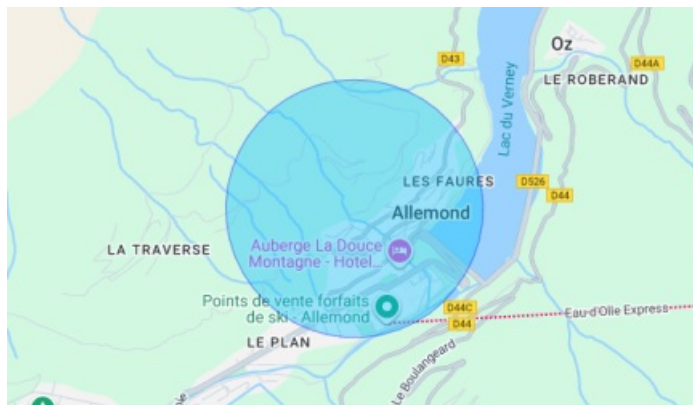 D43
Oz
D44A
LE ROBERAND
Lac du Verney
LES FAURES
D526
D44
Allemond
LA TRAVERSE
Auberge La Douce
Montagne - Hotel...
Points de vente forfaits
de ski - Allemond
D44C
D44
Eau d'Olle Express
LE PLAN
Le Boulangeard